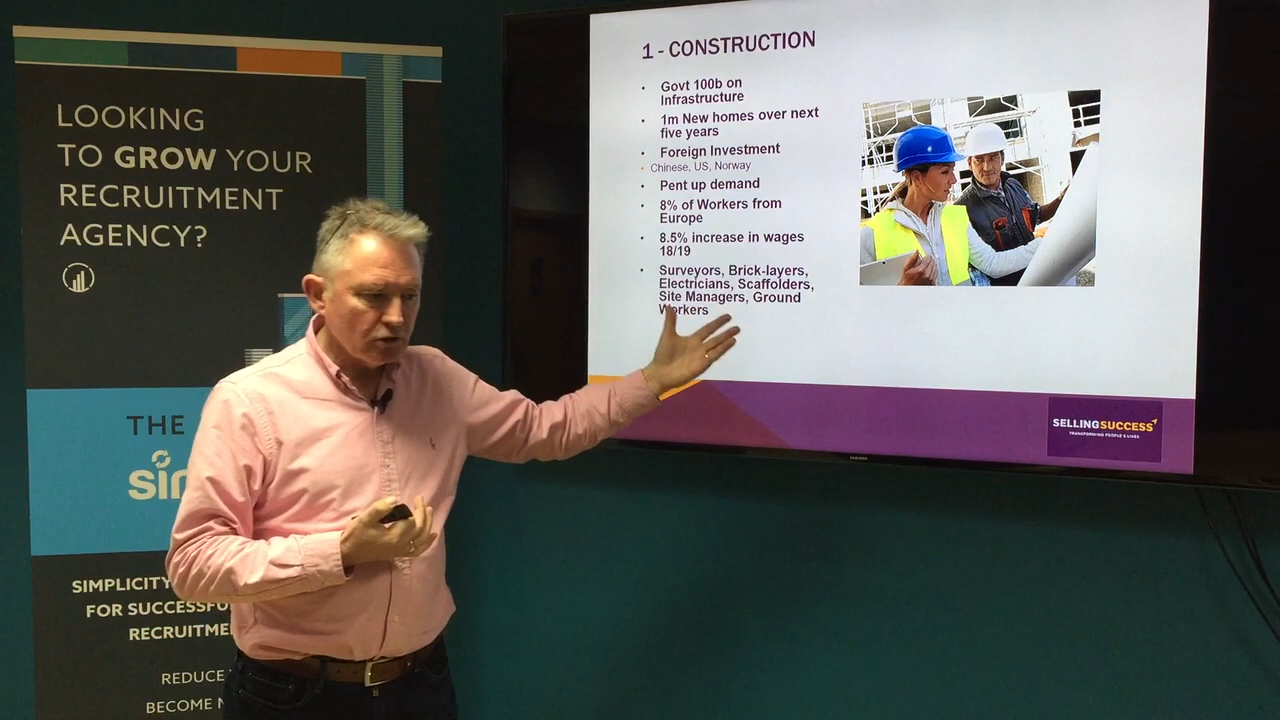 LOOKING
TO GROW YOUR
RECRUITMENT
AGENCY?
THE
SIMPLICITY
FOR SUCCESSFU
RECRUITME
REDUCE
BECOME
1 - CONSTRUCTION
• Govt 100b on
Infrastructure
• 1m New homes over next
five years
• Foreign Investment
• Chinese, US, Norway
• Pent up demand
• 8% of Workers from
Europe
• 8.5% increase in wages
18/19
• Surveyors, Brick-layers,
Electricians, Scaffolders,
Site Managers, Ground
Workers
SELLINGSUCCESS
TRANSFORMING PEOPLE'S LIVES
SAMSUNG